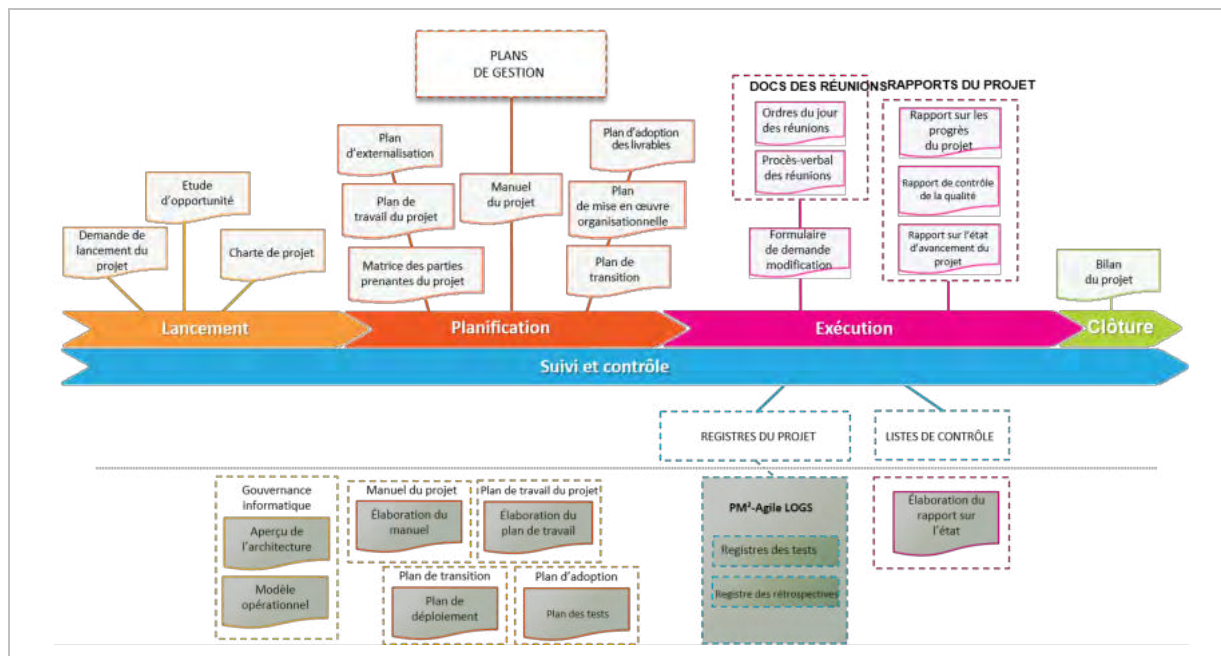 PLANS
DE GESTION
DOCS DES RÉUNIONS
RAPPORTS DU PROJET
Ordres du jour
des réunions
Procès-verbal
des réunions
Formulaire
de demande
modification
Rapport sur les
progrès
du projet
Rapport de contrôle
de la qualité
Rapport sur l'état
d'avancement du
projet
Plan
d'externalisation
Plan de
travail du projet
Matrice des parties
prenantes du projet
Manuel
du projet
Plan d'adoption
des livrables
Plan
de mise en œuvre
organisationnelle
Plan de
transition
Etude
d'opportunité
Demande de
lancement du
projet
Charte de projet
Bilan
du projet
Lancement
Planification
Exécution
Clôture
Suivi et contrôle
REGISTRES DU PROJET
LISTES DE CONTRÔLE
Gouvernance
informatique
Aperçu de
l'architecture
Modèle
opérationnel
Manuel du projet
Élaboration du
manuel
Plan de travail du projet
Élaboration du
plan de travail
Plan de transition
Plan de
déploiement
Plan d'adoption
Plan des tests
PM²-Agile LOGS
Registres des tests
Registre des rétrospectives
Élaboration du
rapport sur
l'état